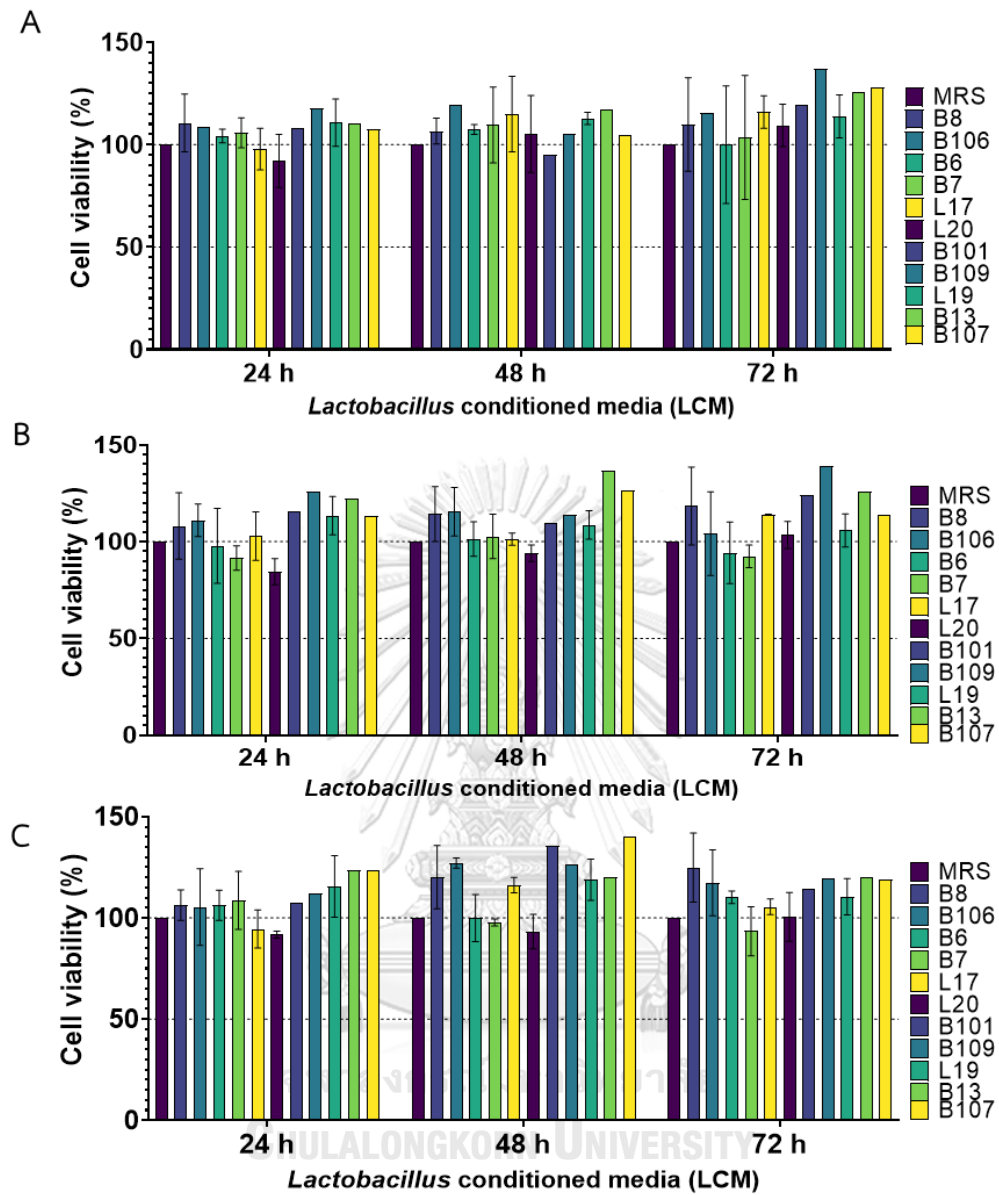 A
150
100
50
0
Cell viability (%)
24 h 48 h 72 h
Lactobacillus conditioned media (LCM)
MRS
B8
B106
B6
B7
L17
L20
B101
B109
L19
B13
B107
B
150
100
50
0
Cell viability (%)
24 h 48 h 72 h
Lactobacillus conditioned media (LCM)
MRS
B8
B106
B6
B7
L17
L20
B101
B109
L19
B13
B107
C
150
100
50
0
Cell viability (%)
24 h 48 h 72 h
Lactobacillus conditioned media (LCM)
MRS
B8
B106
B6
B7
L17
L20
B101
B109
L19
B13
B107
CHULALONGKORN UNIVERSITY